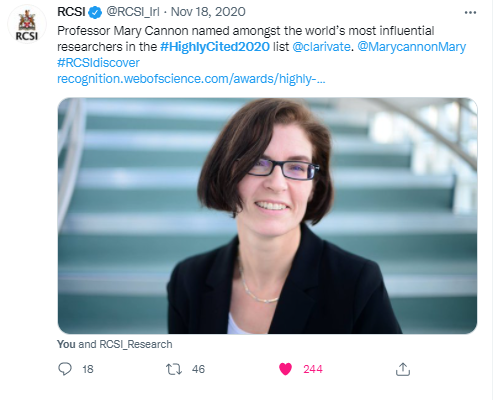 RCSI @RCSI_Irl · Nov 18, 2020
RCSI
Professor Mary Cannon named amongst the world's most influential
researchers in the #HighlyCited2020 list @clarivate. @MarycannonMary
#RCSIdiscover
recognition.webofscience.com/awards/highly-...
You and RCSI_Research
18 46 244